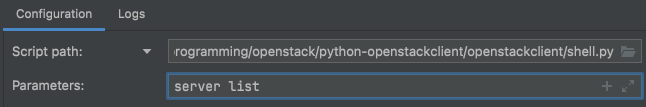 Configuration Logs
Script path: rogramming/openstack/python-openstackclient/openstackclient/shell.py
Parameters: server list